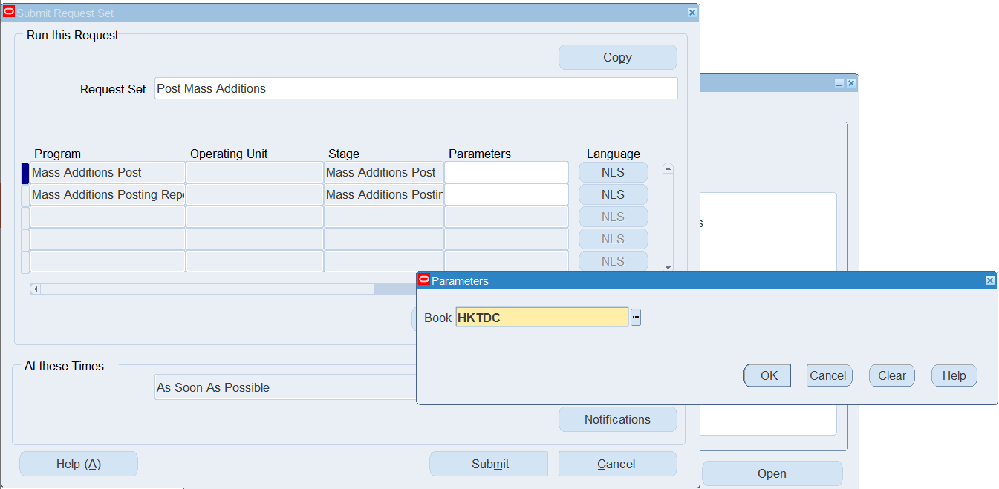 Submit Request Set
Run this Request
Copy
Request Set Post Mass Additions
Program Operating Unit Stage Parameters Language
Mass Additions Post Mass Additions Post NLS
Mass Additions Posting Rep Mass Additions Postin NLS
NLS
NLS
NLS
Parameters
Book HKTDC
OK Cancel Clear Help
At these Times...
As Soon As Possible
Notifications
Help (A) Submit Cancel
s
Open